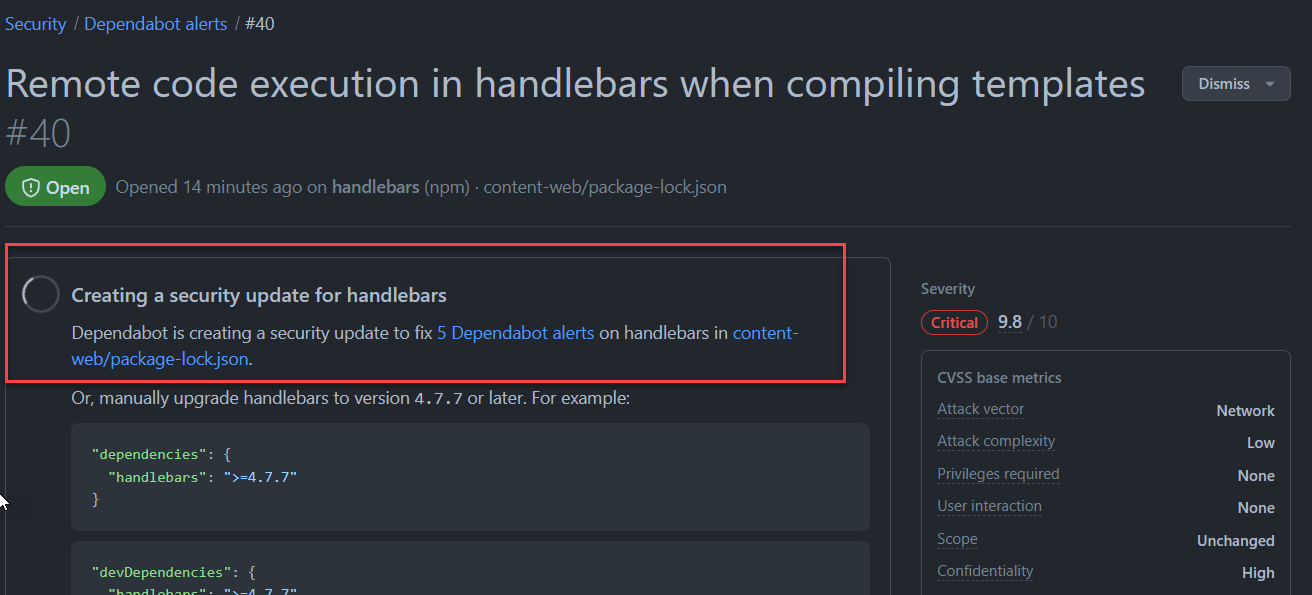 Security / Dependabot alerts / #40
Remote code execution in handlebars when compiling templates
#40
Dismiss
Open Opened 14 minutes ago on handlebars (npm) · content-web/package-lock.json
Creating a security update for handlebars
Dependabot is creating a security update to fix 5 Dependabot alerts on handlebars in content-
web/package-lock.json.
Or, manually upgrade handlebars to version 4.7.7 or later. For example:
"dependencies": {
"handlebars": ">=4.7.7"
}
"devDependencies": {
"handlebars": ">=4.7.7"
Severity
Critical 9.8 / 10
CVSS base metrics
Attack vector Network
Attack complexity Low
Privileges required None
User interaction None
Scope Unchanged
Confidentiality High